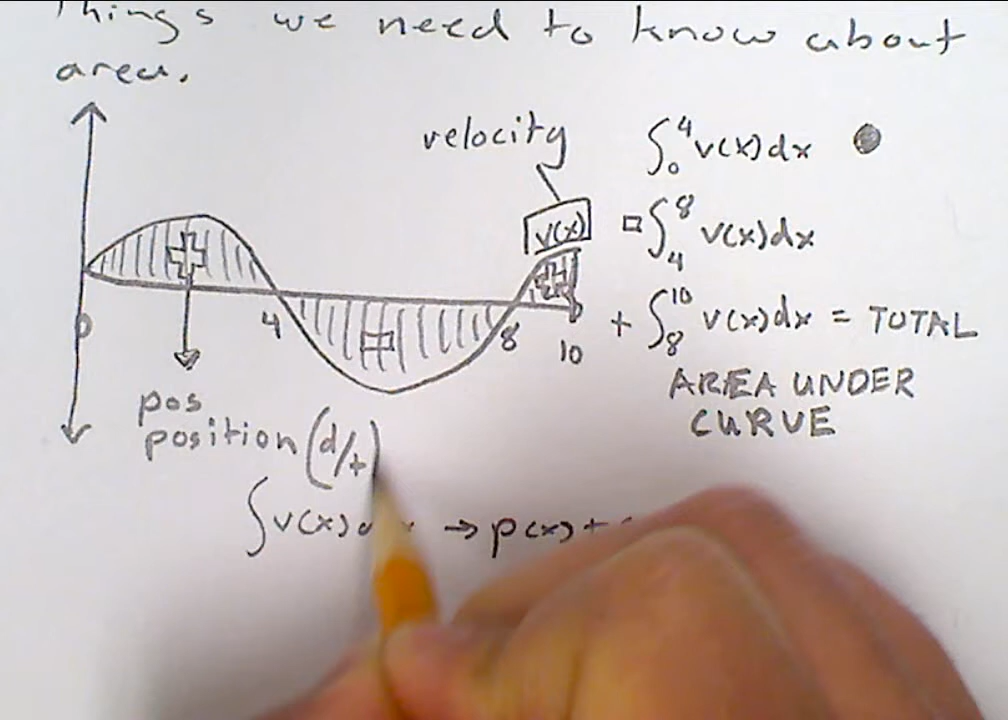 Things we need to know about
area.
velocity
v(x)
∫₀⁴ v(x)dx
- ∫₄⁸ v(x)dx
+ ∫₈¹⁰ v(x)dx = TOTAL
AREA UNDER
CURVE
0
4
8
10
+
-
+
pos
position (d/t)
∫v(x) dx → p(x) +